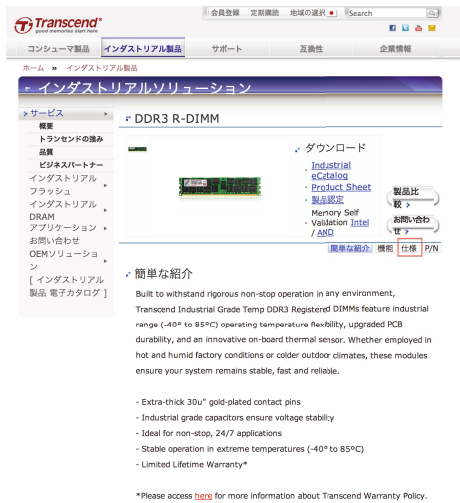 会員登録 定期購読 地域の選択 Search
Transcend®
good memories start here
コンシューマ製品 インダストリアル製品 サポート 互換性 企業情報
ホーム » インダストリアル製品
インダストリアルソリューション
サービス
概要
トランセンドの強み
品質
ビジネスパートナー
インダストリアル
フラッシュ
インダストリアル
DRAM
アプリケーション
お問い合わせ
OEMソリューショ
ン
[ インダストリアル
製品 電子カタログ ]
DDR3 R-DIMM
ダウンロード
Industrial
eCatalog
Product Sheet
製品認定
Memory Self
Validation Intel
/ AMD
製品比
較 ›
お問い合わ
せ ›
簡単な紹介 機能 仕様 P/N
簡単な紹介
Built to withstand rigorous non-stop operation in any environment,
Transcend Industrial Grade Temp DDR3 Registered DIMMs feature industrial
range (-40° to 85°C) operating temperature flexibility, upgraded PCB
durability, and an innovative on-board thermal sensor. Whether employed in
hot and humid factory conditions or colder outdoor climates, these modules
ensure your system remains stable, fast and reliable.
- Extra-thick 30u" gold-plated contact pins
- Industrial grade capacitors ensure voltage stability
- Ideal for non-stop, 24/7 applications
- Stable operation in extreme temperatures (-40° to 85°C)
- Limited Lifetime Warranty*
*Please access here for more information about Transcend Warranty Policy.